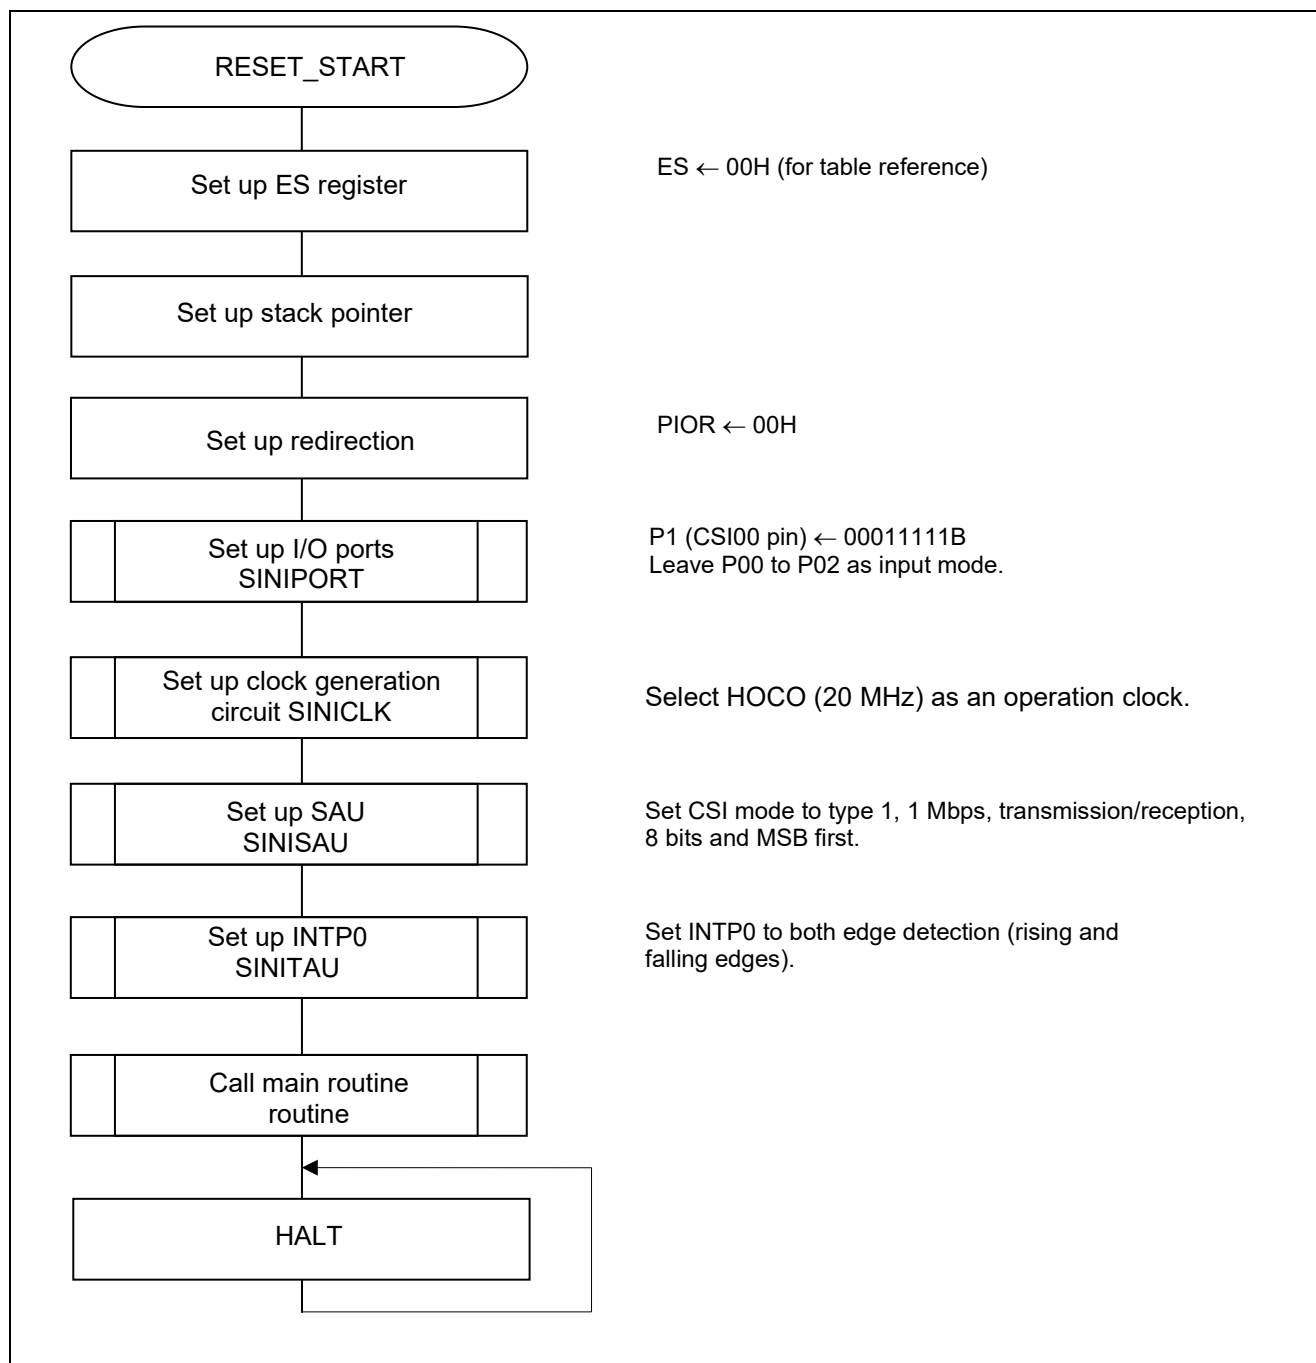 RESET_START
Set up ES register
ES ← 00H (for table reference)
Set up stack pointer
Set up redirection
PIOR ← 00H
Set up I/O ports
SINIPORT
P1 (CSI00 pin) ← 00011111B
Leave P00 to P02 as input mode.
Set up clock generation
circuit SINICLK
Select HOCO (20 MHz) as an operation clock.
Set up SAU
SINISAU
Set CSI mode to type 1, 1 Mbps, transmission/reception,
8 bits and MSB first.
Set up INTP0
SINITAU
Set INTP0 to both edge detection (rising and
falling edges).
Call main routine
routine
HALT